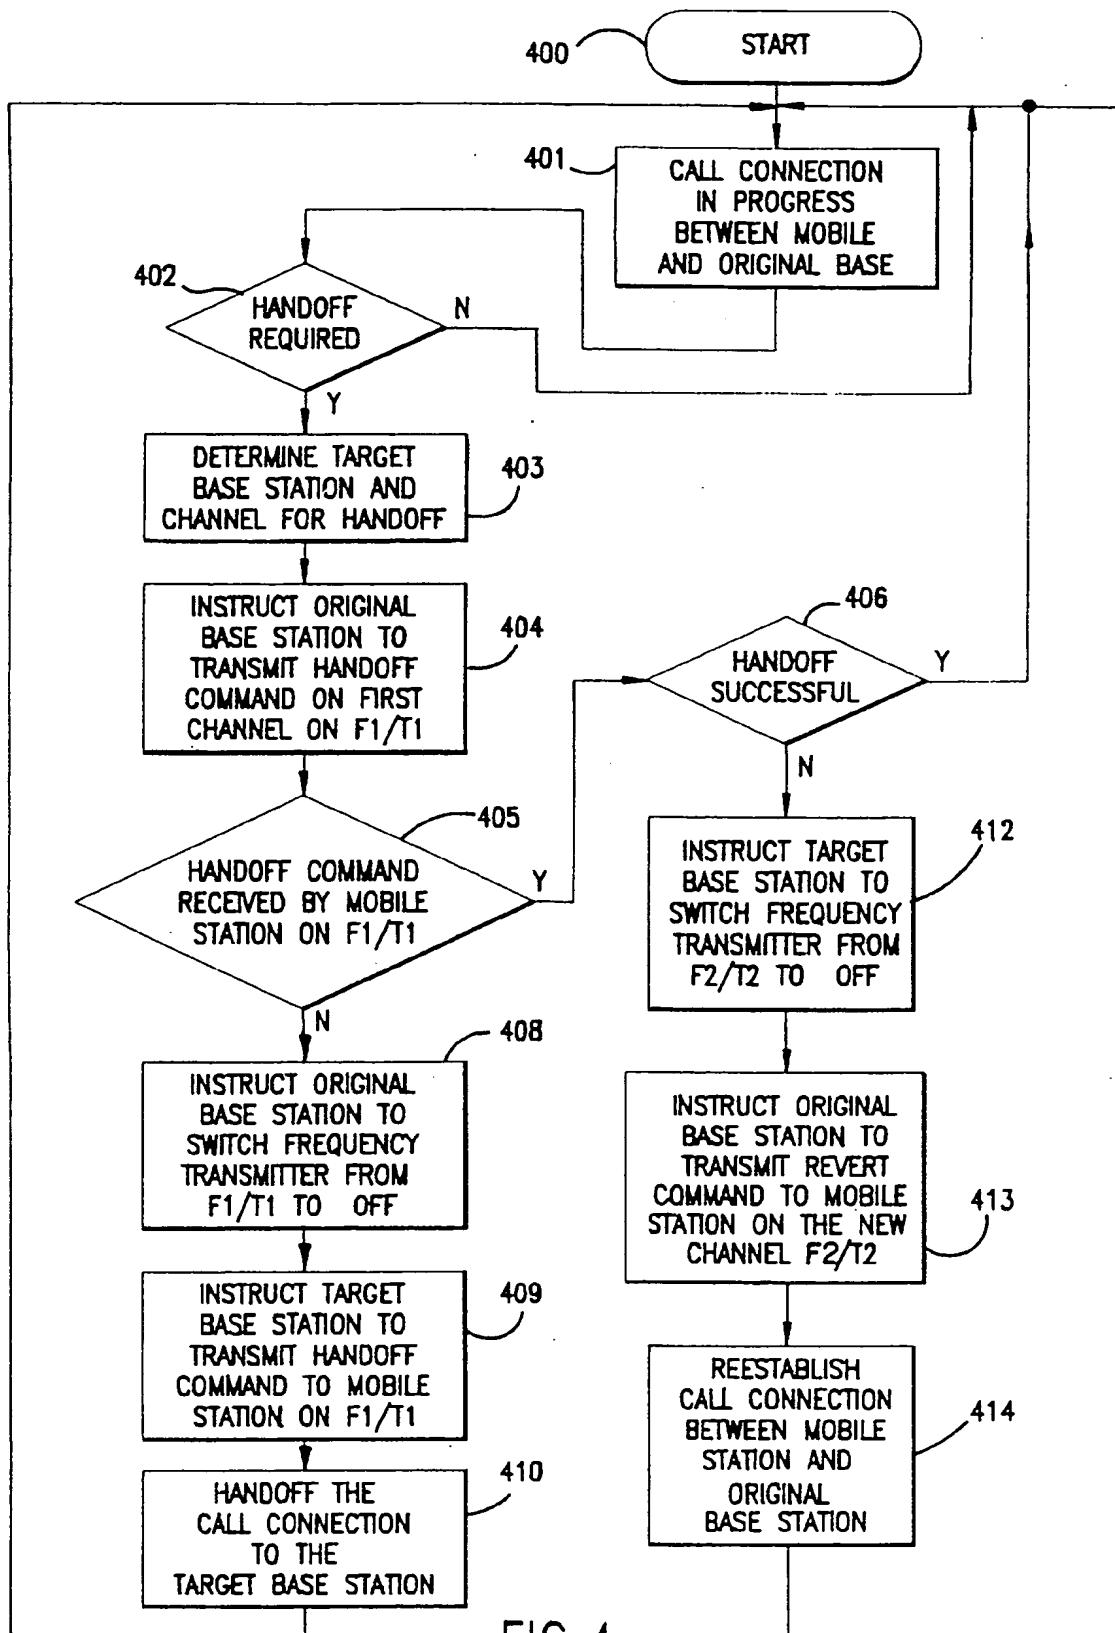 400
START
401
CALL CONNECTION
IN PROGRESS
BETWEEN MOBILE
AND ORIGINAL BASE
402
HANDOFF
REQUIRED
N
Y
DETERMINE TARGET
BASE STATION AND
CHANNEL FOR HANDOFF
403
INSTRUCT ORIGINAL
BASE STATION TO
TRANSMIT HANDOFF
COMMAND ON FIRST
CHANNEL ON F1/T1
404
405
HANDOFF COMMAND
RECEIVED BY MOBILE
STATION ON F1/T1
Y
N
406
HANDOFF
SUCCESSFUL
Y
N
408
INSTRUCT ORIGINAL
BASE STATION TO
SWITCH FREQUENCY
TRANSMITTER FROM
F1/T1 TO OFF
409
INSTRUCT TARGET
BASE STATION TO
TRANSMIT HANDOFF
COMMAND TO MOBILE
STATION ON F1/T1
410
HANDOFF THE
CALL CONNECTION
TO THE
TARGET BASE STATION
412
INSTRUCT TARGET
BASE STATION TO
SWITCH FREQUENCY
TRANSMITTER FROM
F2/T2 TO OFF
INSTRUCT ORIGINAL
BASE STATION TO
TRANSMIT REVERT
COMMAND TO MOBILE
STATION ON THE NEW
CHANNEL F2/T2
413
REESTABLISH
CALL CONNECTION
BETWEEN MOBILE
STATION AND
ORIGINAL
BASE STATION
414
FIG. 4